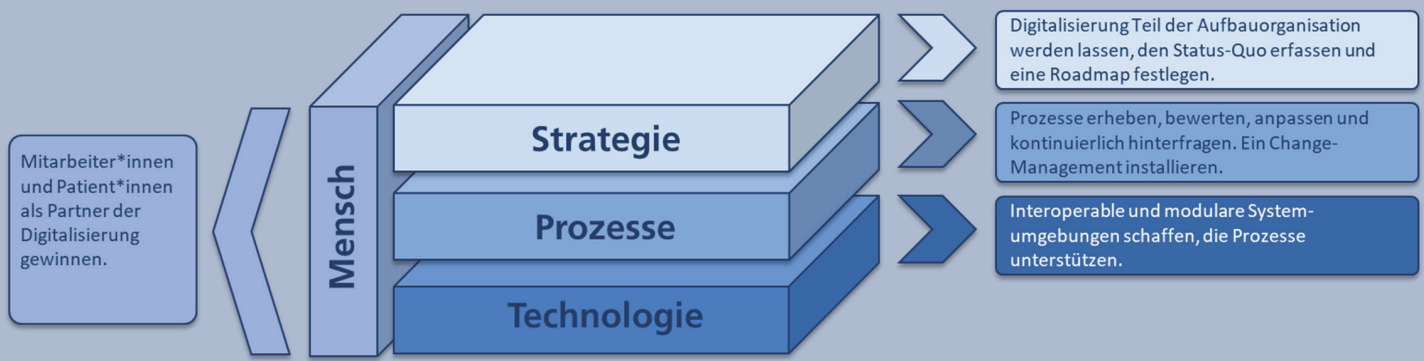 Mitarbeiter*innen
und Patient*innen
als Partner der
Digitalisierung
gewinnen.
Mensch
Strategie
Prozesse
Technologie
Digitalisierung Teil der Aufbauorganisation
werden lassen, den Status-Quo erfassen und
eine Roadmap festlegen.
Prozesse erheben, bewerten, anpassen und
kontinuierlich hinterfragen. Ein Change-
Management installieren.
Interoperable und modulare System-
umgebungen schaffen, die Prozesse
unterstützen.